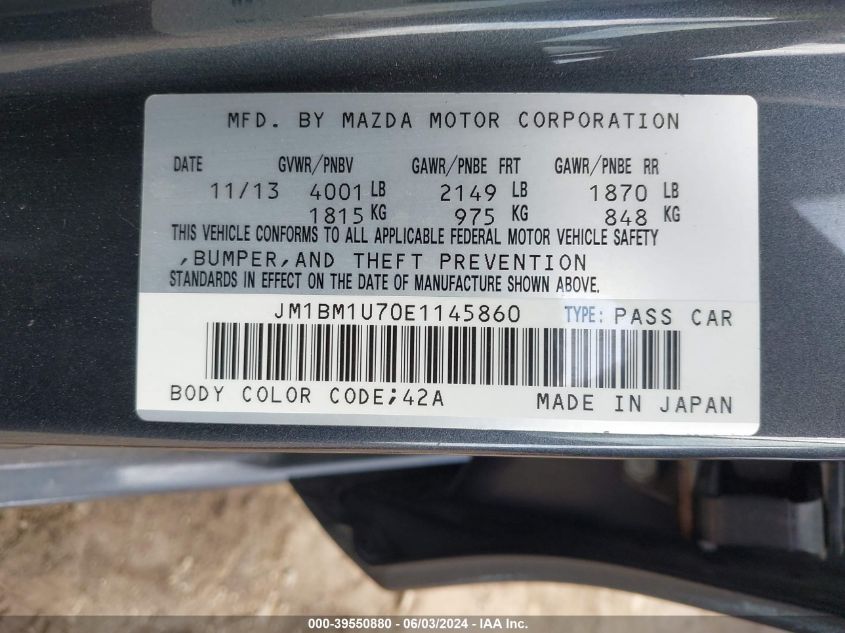 MFD. BY MAZDA MOTOR CORPORATION
DATE GVWR/PNBV GAWR/PNBE FRT GAWR/PNBE RR
11/13 4001 LB 2149 LB 1870 LB
1815 KG 975 KG 848 KG
THIS VEHICLE CONFORMS TO ALL APPLICABLE FEDERAL MOTOR VEHICLE SAFETY
,BUMPER,AND THEFT PREVENTION
STANDARDS IN EFFECT ON THE DATE OF MANUFACTURE SHOWN ABOVE.
JM1BM1U70E1145860 TYPE: PASS CAR
BODY COLOR CODE;42A MADE IN JAPAN
000-39550880 - 06/03/2024 - IAA Inc.